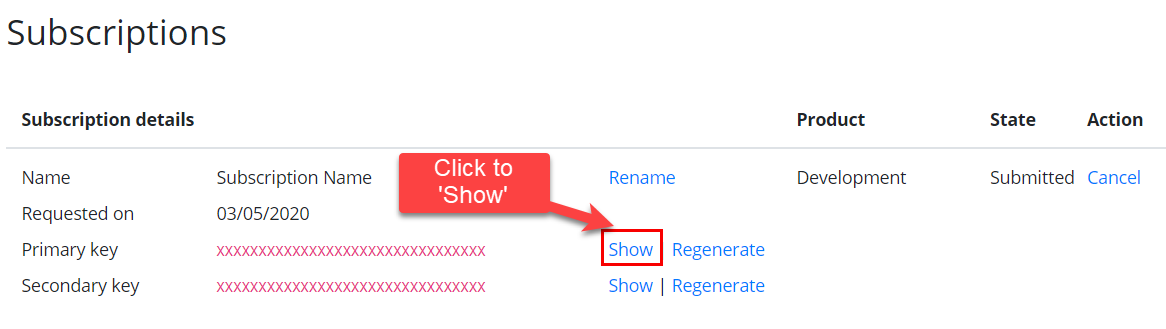 Subscriptions
Subscription details Product State Action
Name Subscription Name Click to 'Show' Rename Development Submitted Cancel
Requested on 03/05/2020
Primary key xxxxxxxxxxxxxxxxxxxxxxxxxxxxxxxx Show Regenerate
Secondary key xxxxxxxxxxxxxxxxxxxxxxxxxxxxxxxx Show | Regenerate